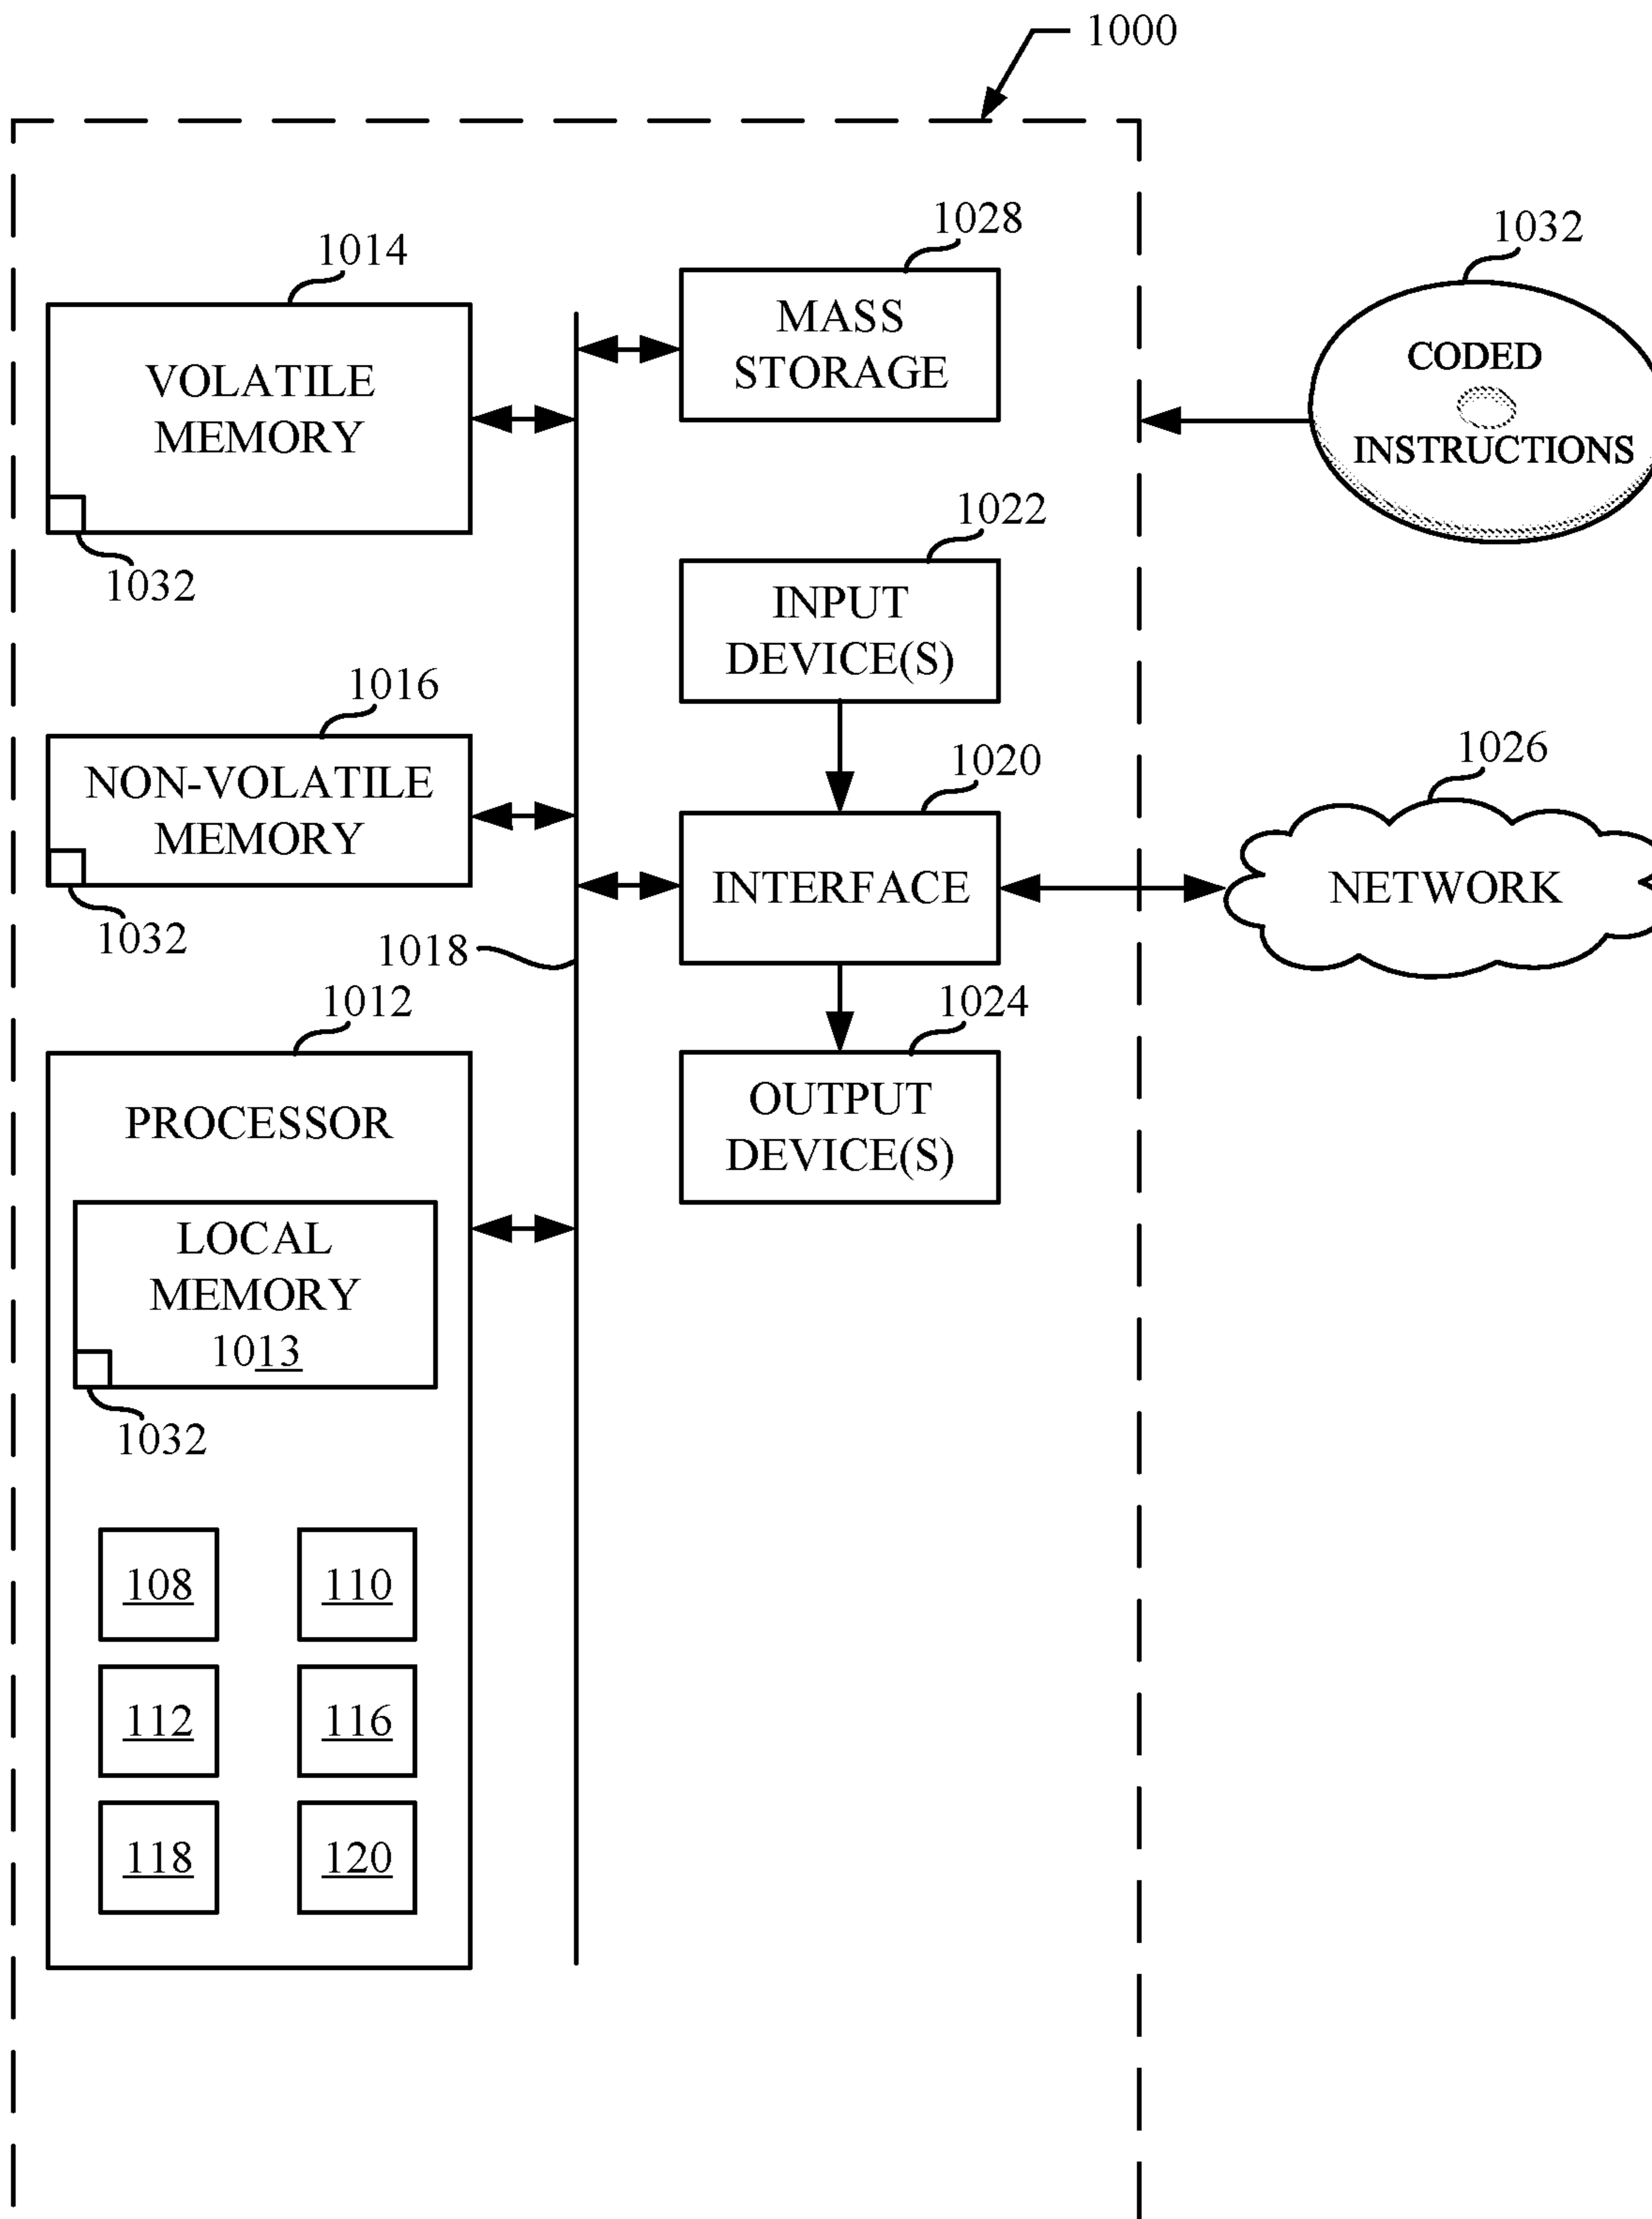 1000
1014
VOLATILE
MEMORY
1032
1028
MASS
STORAGE
1032
CODED
INSTRUCTIONS
1022
INPUT
DEVICE(S)
1016
NON-VOLATILE
MEMORY
1032
1020
INTERFACE
1026
NETWORK
1018
1012
PROCESSOR
LOCAL
MEMORY
1013
1032
1024
OUTPUT
DEVICE(S)
108
110
112
116
118
120